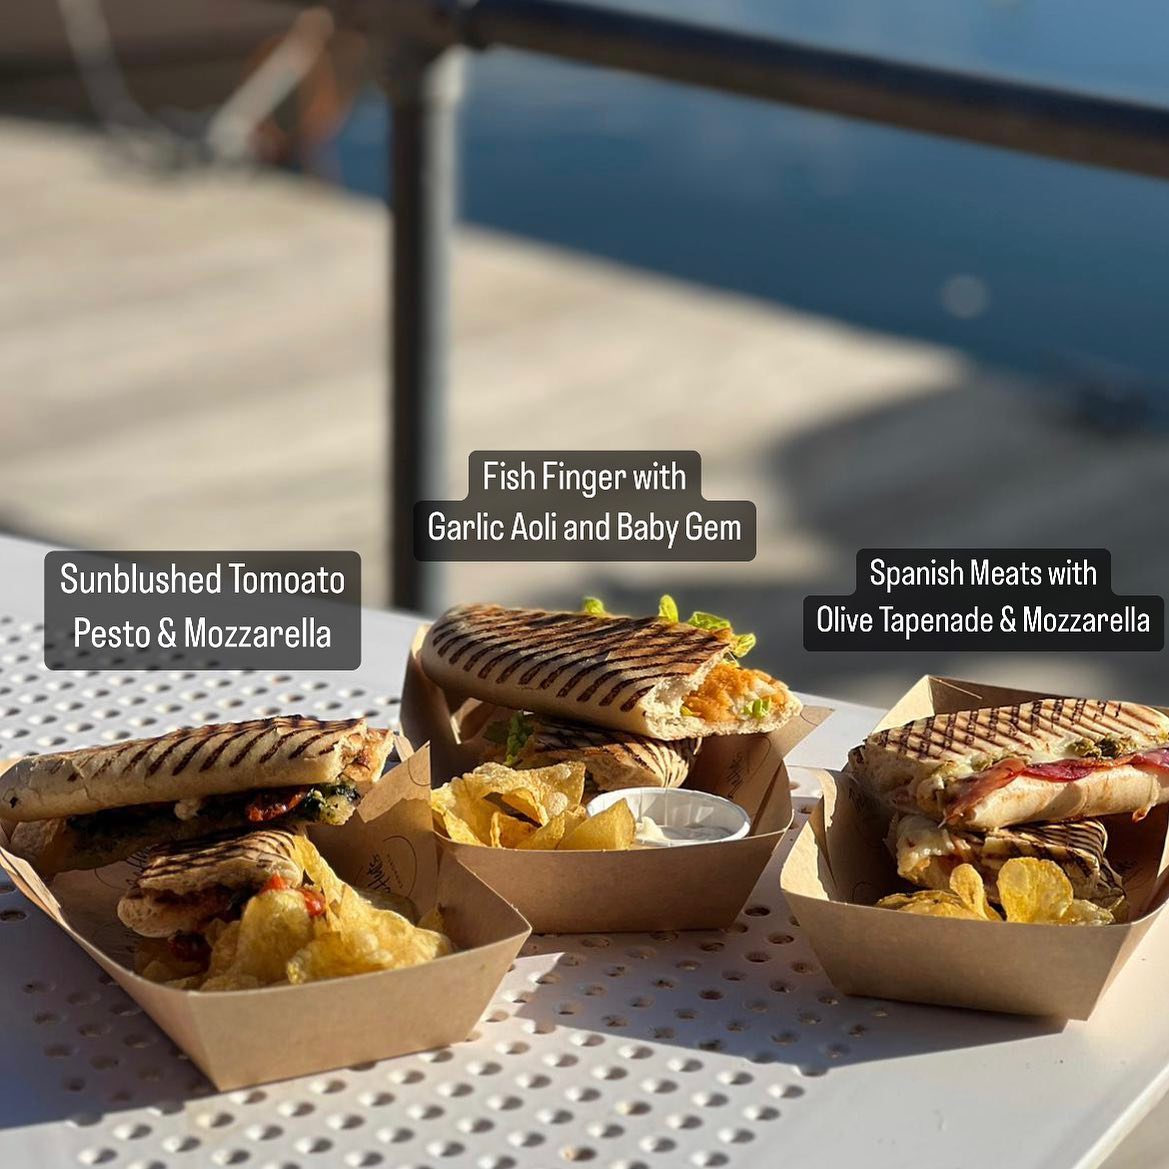 Fish Finger with
Garlic Aoli and Baby Gem
Sunblushed Tomoato
Pesto & Mozzarella
Spanish Meats with
Olive Tapenade & Mozzarella